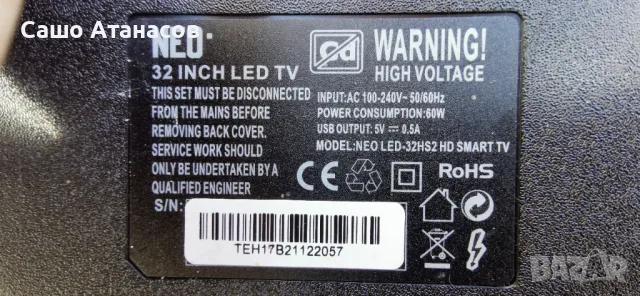 Сашо Атанасов
NEO
32 INCH LED TV
THIS SET MUST BE DISCONNECTED
FROM THE MAINS BEFORE
REMOVING BACK COVER.
SERVICE WORK SHOULD
ONLY BE UNDERTAKEN BY A
QUALIFIED ENGINEER
S/N:
TEH17B21122057
WARNING!
HIGH VOLTAGE
INPUT:AC 100-240V~ 50/60Hz
POWER CONSUMPTION:60W
USB OUTPUT: 5V ⎓ 0.5A
MODEL:NEO LED-32HS2 HD SMART TV
CE
RoHS
bazar.bg